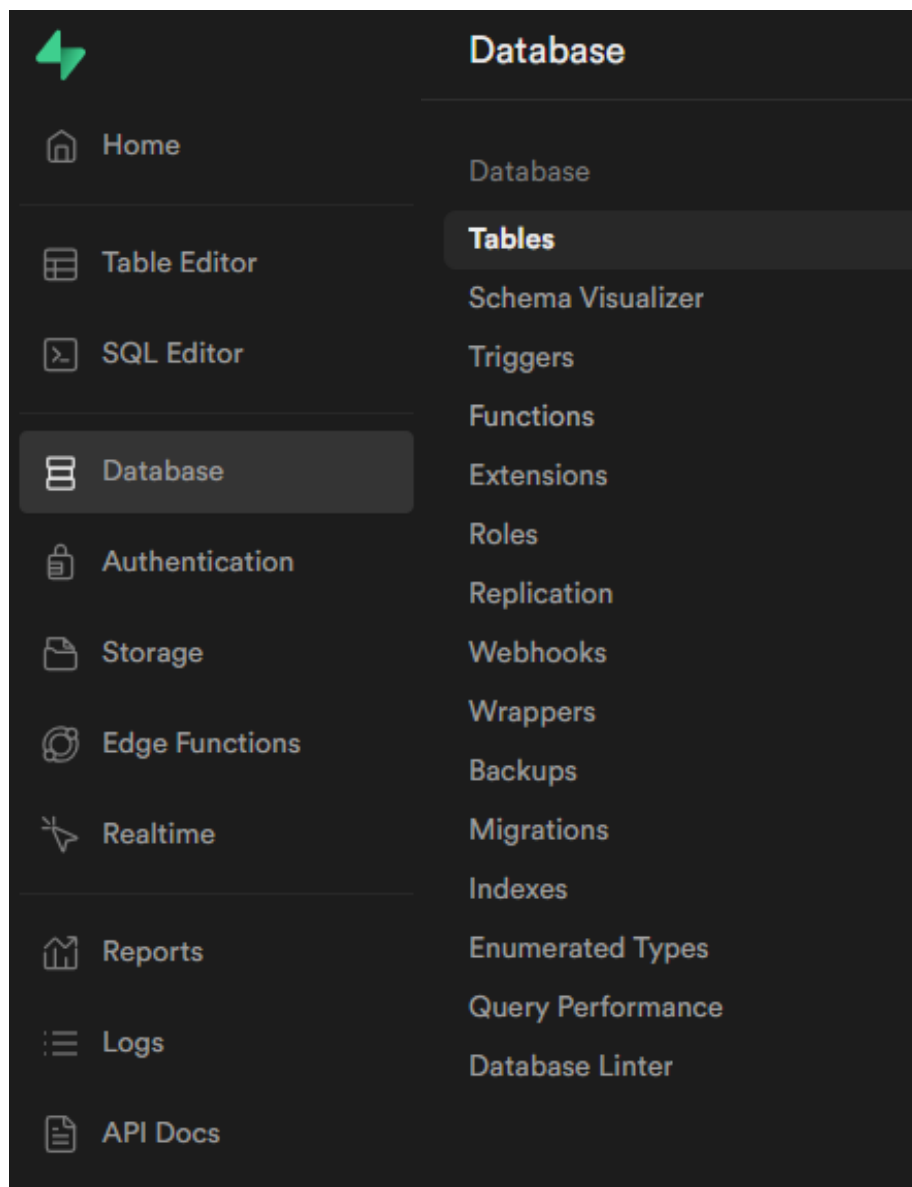 Home
Table Editor
SQL Editor
Database
Authentication
Storage
Edge Functions
Realtime
Reports
Logs
API Docs
Database
Database
Tables
Schema Visualizer
Triggers
Functions
Extensions
Roles
Replication
Webhooks
Wrappers
Backups
Migrations
Indexes
Enumerated Types
Query Performance
Database Linter